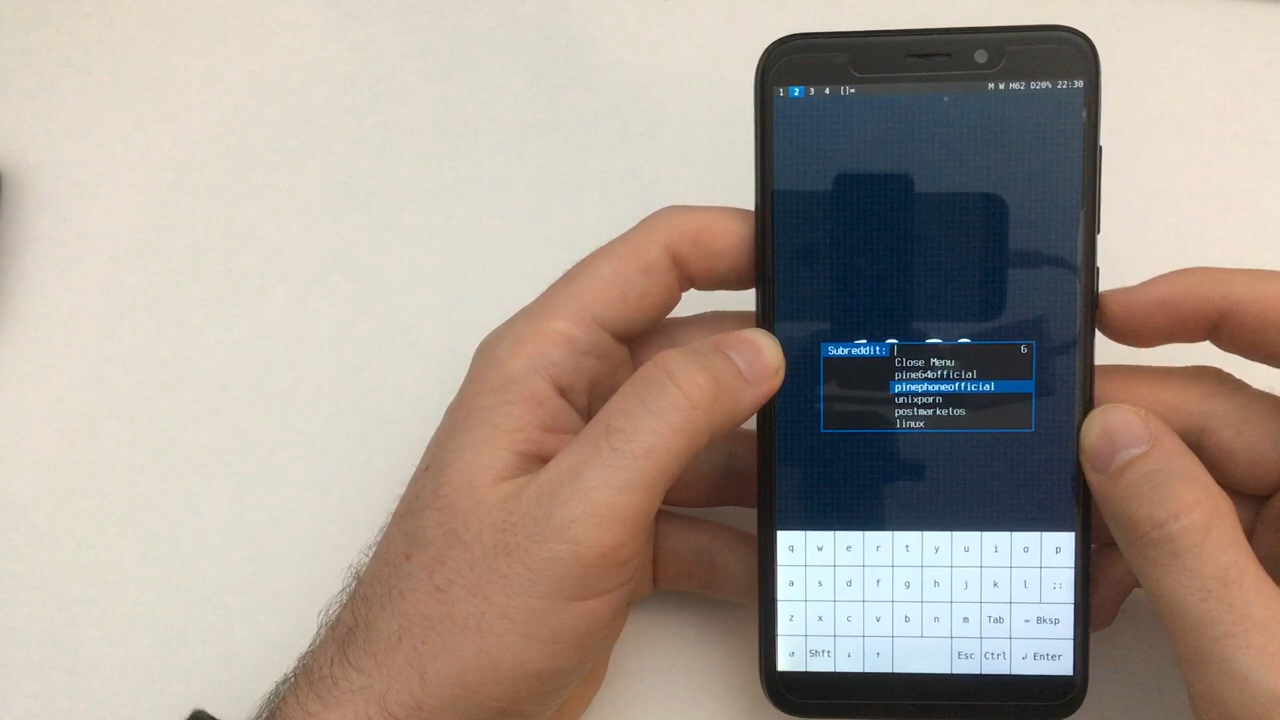 1 2 3 4 []=
M W H62 D20% 22:30
Subreddit: 6
Close Menu
pine64official
pinephoneofficial
unixporn
postmarketos
linux
q w e r t y u i o p
a s d f g h j k l ;:
z x c v b n m Tab ← Bksp
↺ Shft ↓ ↑ Esc Ctrl ↲ Enter